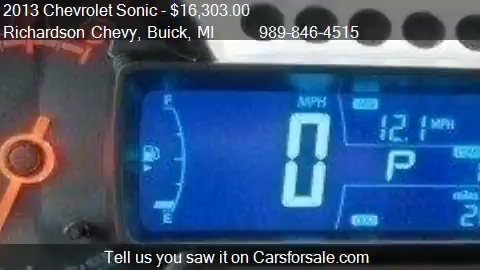 2013 Chevrolet Sonic - $16,303.00
Richardson Chevy, Buick, MI 989-846-4515
F MPH
0
12.1 MPH
P
E
Tell us you saw it on Carsforsale.com